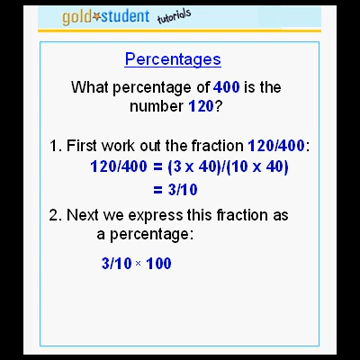 gold★student tutorials
Percentages
What percentage of 400 is the
number 120?
1. First work out the fraction 120/400:
120/400 = (3 x 40)/(10 x 40)
= 3/10
2. Next we express this fraction as
a percentage:
3/10 × 100